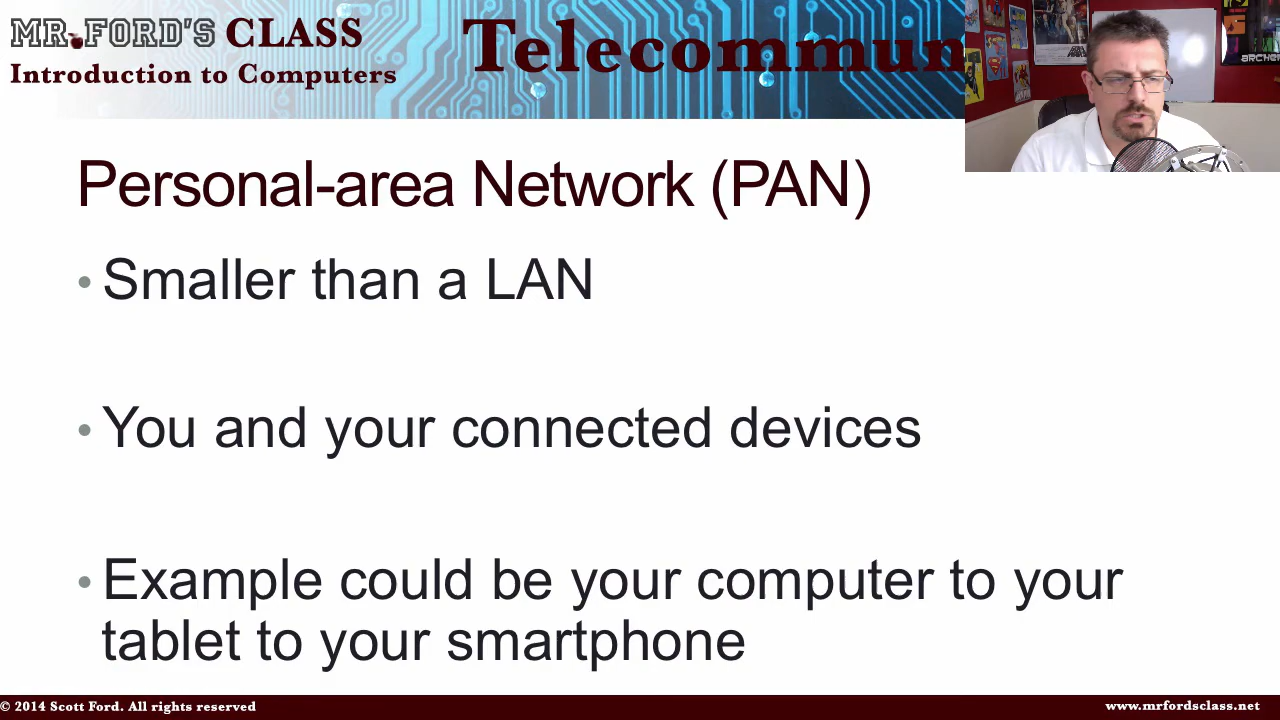 MR. FORD'S CLASS
Introduction to Computers
Telecommun
ARCHER
Personal-area Network (PAN)
• Smaller than a LAN
• You and your connected devices
• Example could be your computer to your
tablet to your smartphone
© 2014 Scott Ford. All rights reserved
www.mrfordsclass.net